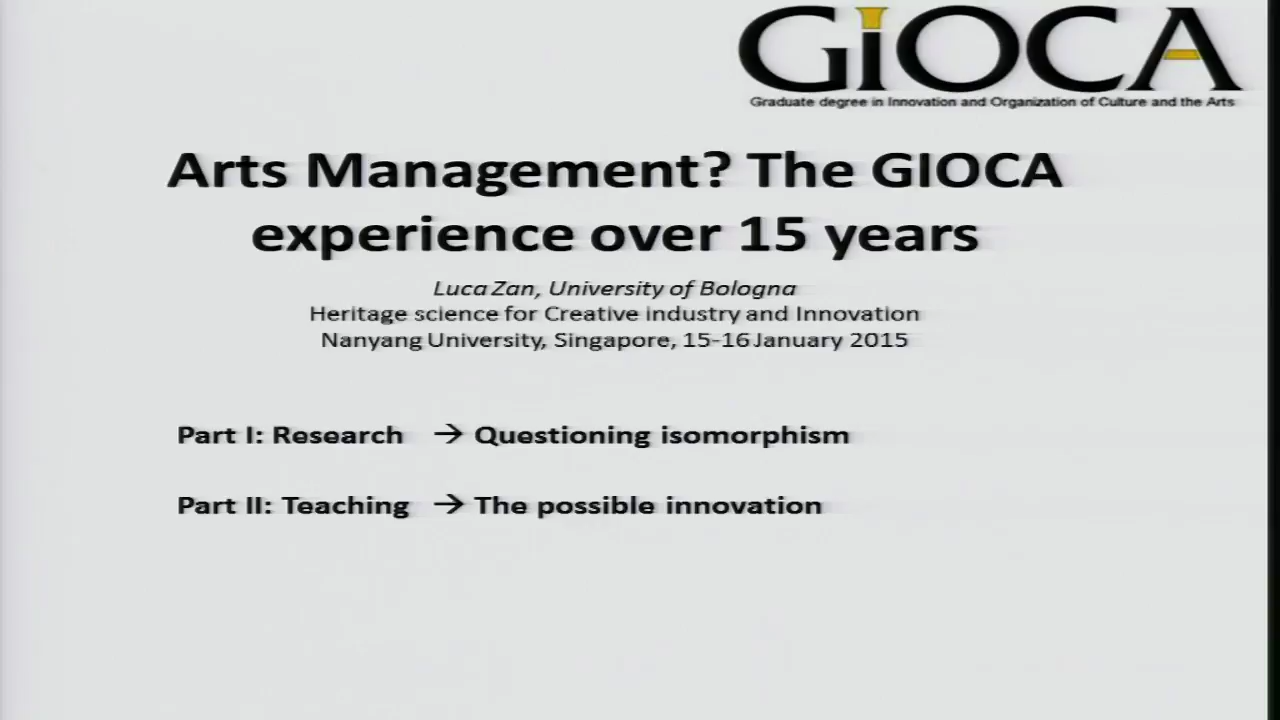 GiOCA
Graduate degree in Innovation and Organization of Culture and the Arts
Arts Management? The GIOCA
experience over 15 years
Luca Zan, University of Bologna
Heritage science for Creative industry and Innovation
Nanyang University, Singapore, 15-16 January 2015
Part I: Research → Questioning isomorphism
Part II: Teaching → The possible innovation